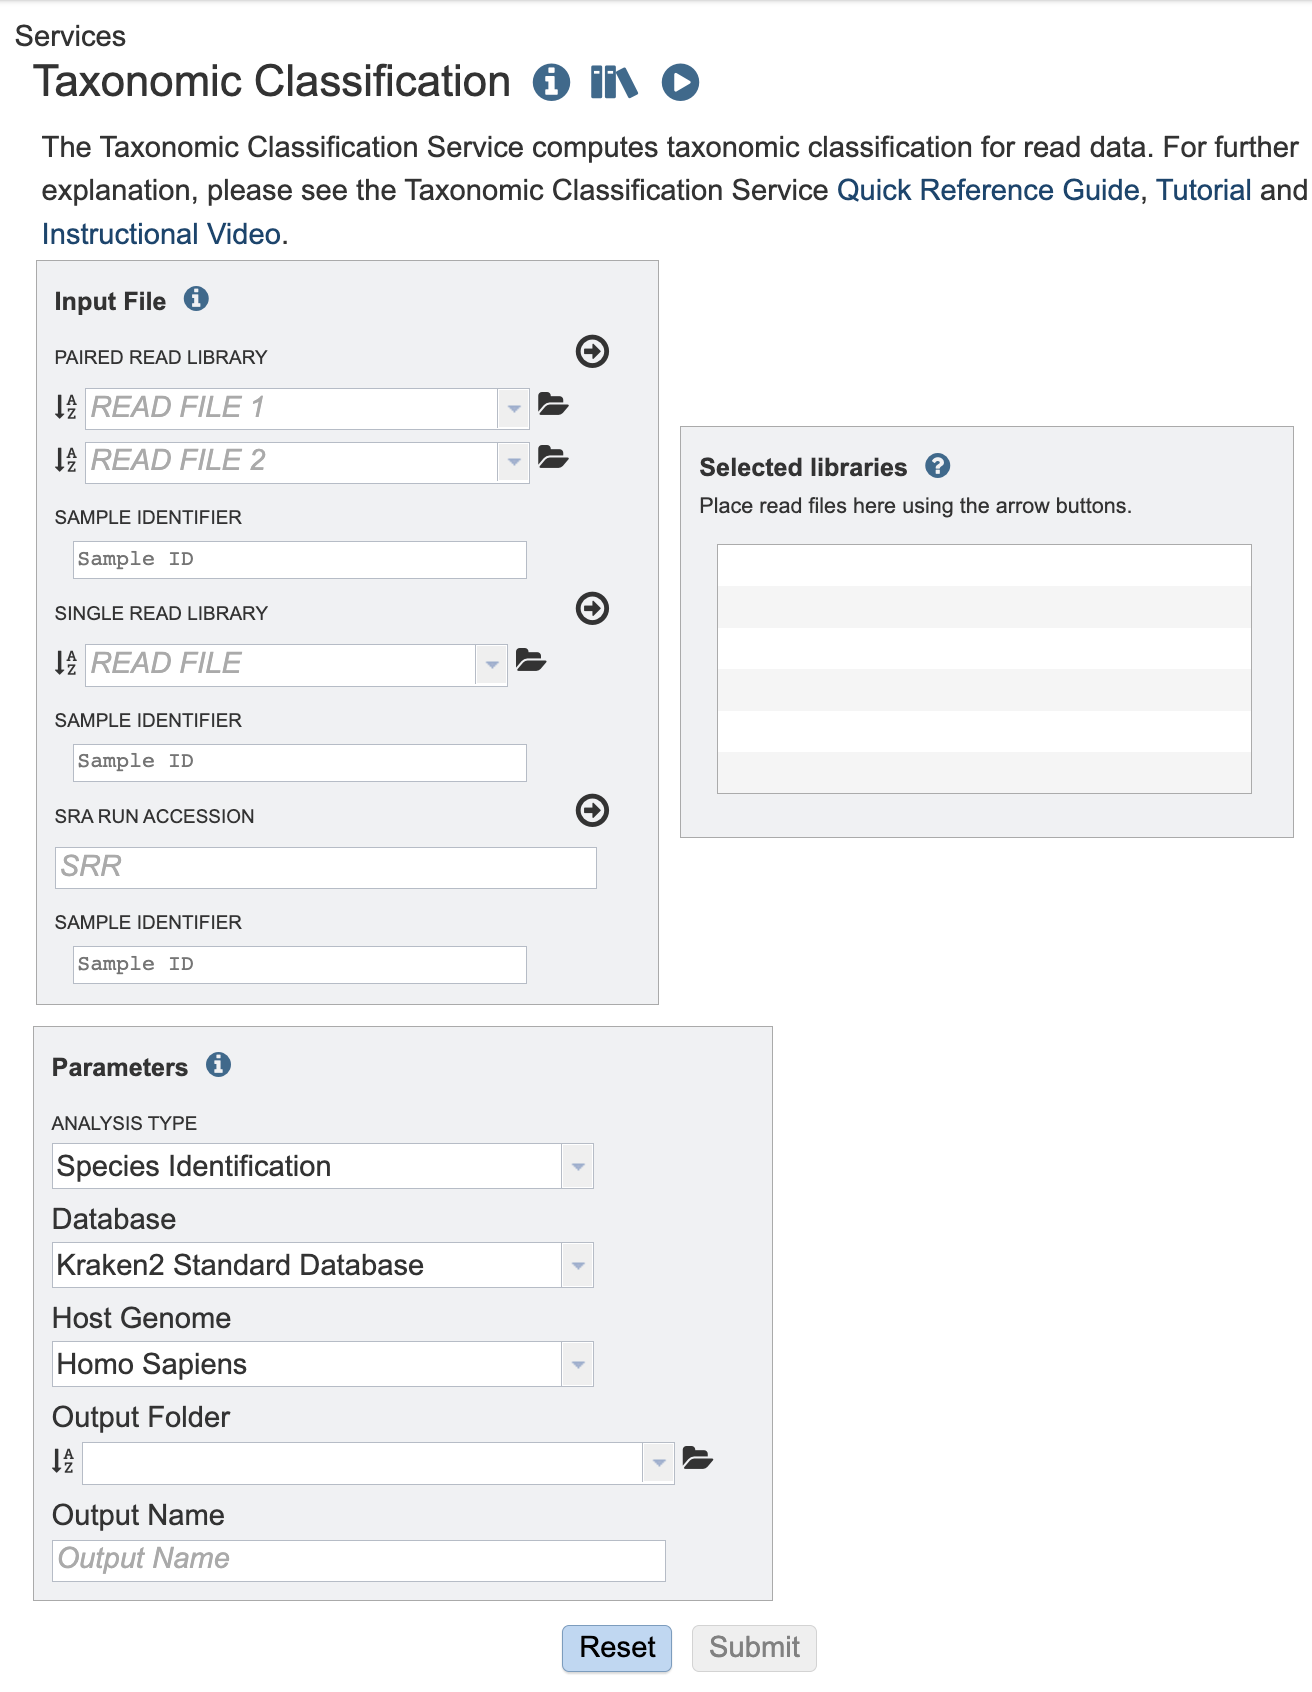 Services
Taxonomic Classification
The Taxonomic Classification Service computes taxonomic classification for read data. For further
explanation, please see the Taxonomic Classification Service Quick Reference Guide, Tutorial and
Instructional Video.
Input File
PAIRED READ LIBRARY
READ FILE 1
READ FILE 2
SAMPLE IDENTIFIER
Sample ID
SINGLE READ LIBRARY
READ FILE
SAMPLE IDENTIFIER
Sample ID
SRA RUN ACCESSION
SRR
SAMPLE IDENTIFIER
Sample ID
Selected libraries
Place read files here using the arrow buttons.
Parameters
ANALYSIS TYPE
Species Identification
Database
Kraken2 Standard Database
Host Genome
Homo Sapiens
Output Folder
Output Name
Output Name
Reset
Submit